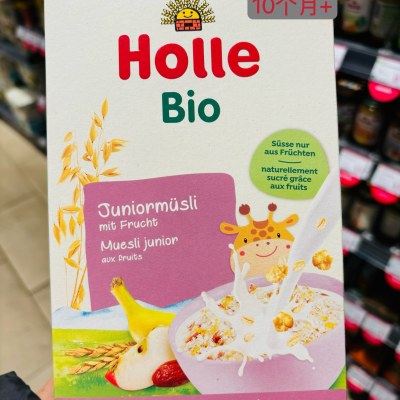 10个月+
Holle
Bio
Süsse nur
aus Früchten
naturellement
sucré grâce
aux fruits
Juniormüsli
mit Frucht
Muesli junior
aux fruits